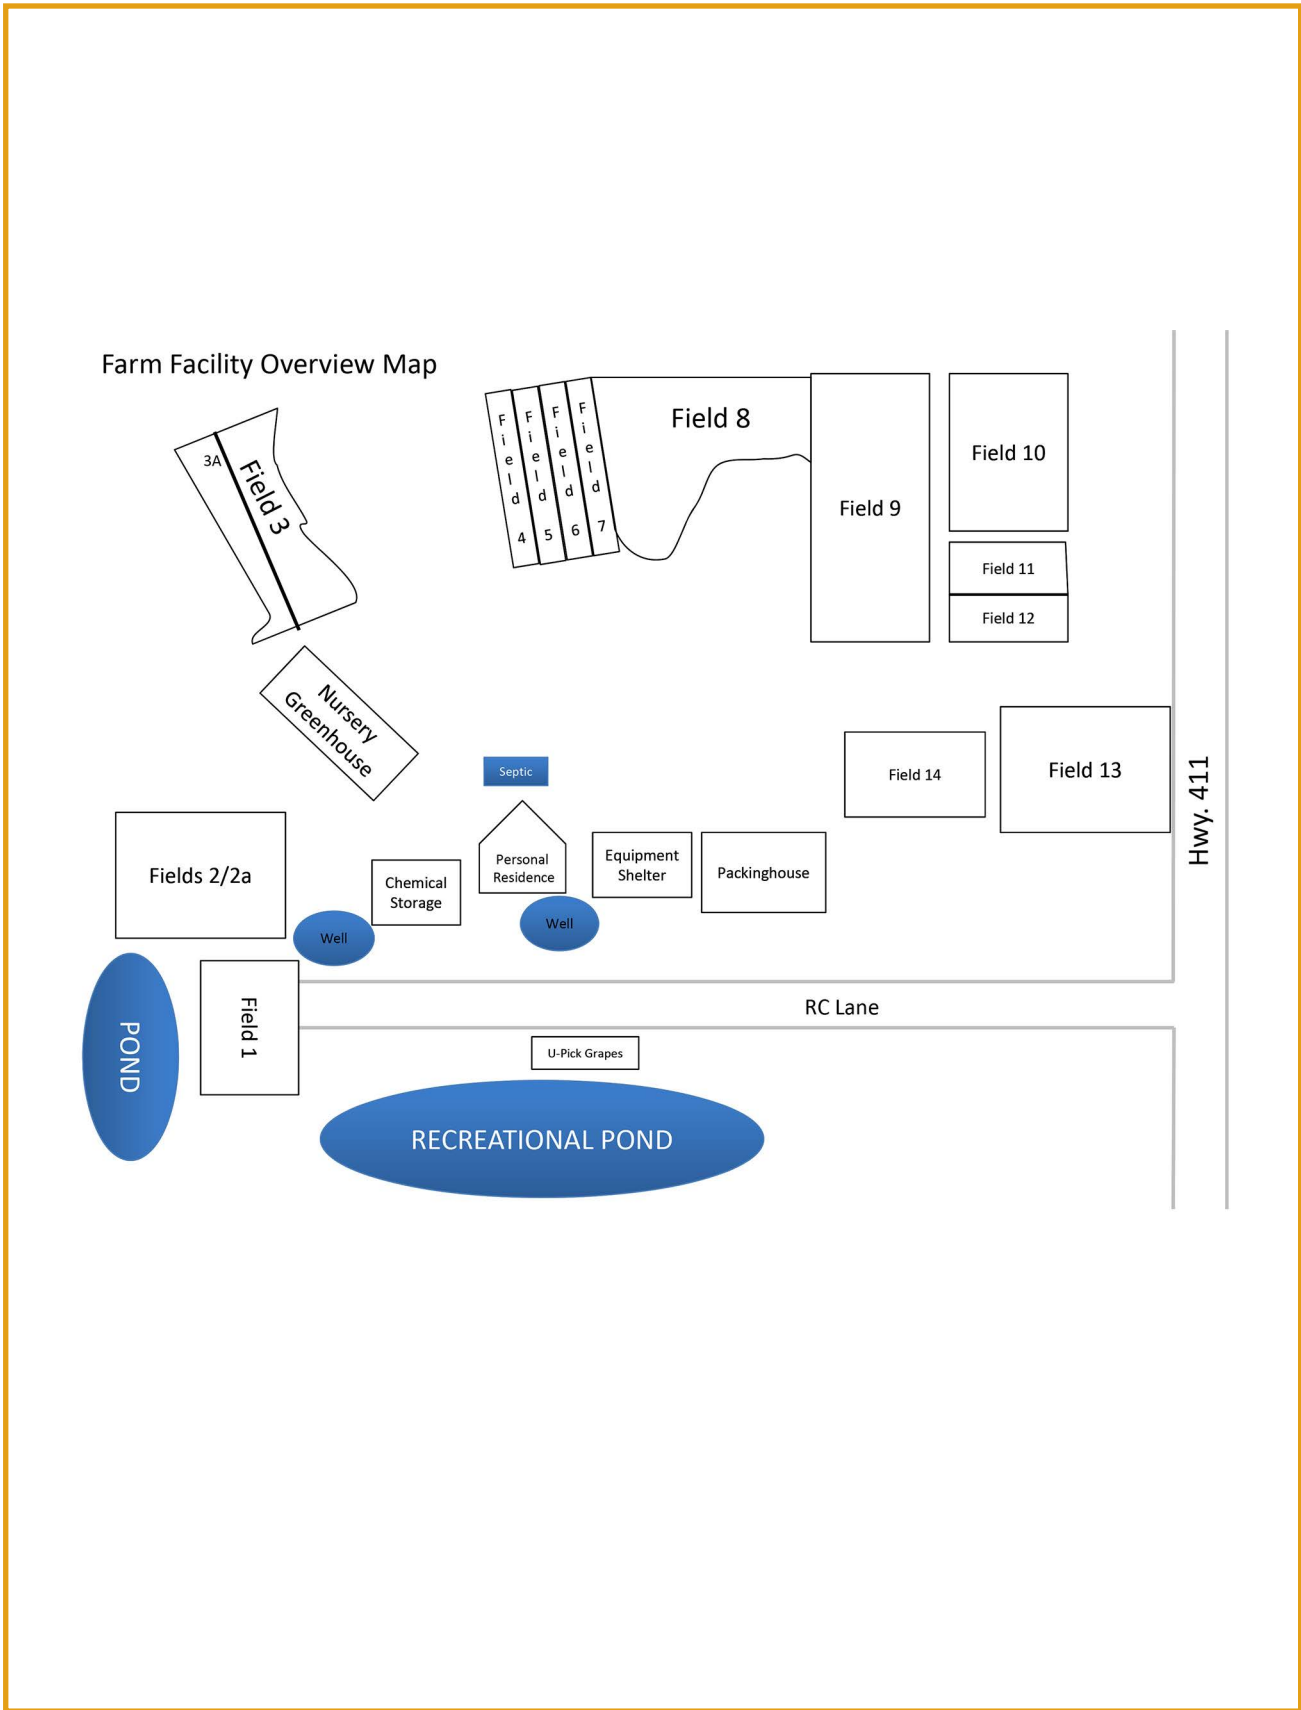 Farm Facility Overview Map
3A
Field 3
Field 4
Field 5
Field 6
Field 7
Field 8
Field 9
Field 10
Field 11
Field 12
Nursery
Greenhouse
Septic
Field 14
Field 13
Hwy. 411
Fields 2/2a
Chemical
Storage
Personal
Residence
Equipment
Shelter
Packinghouse
Well
Well
POND
Field 1
RC Lane
U-Pick Grapes
RECREATIONAL POND